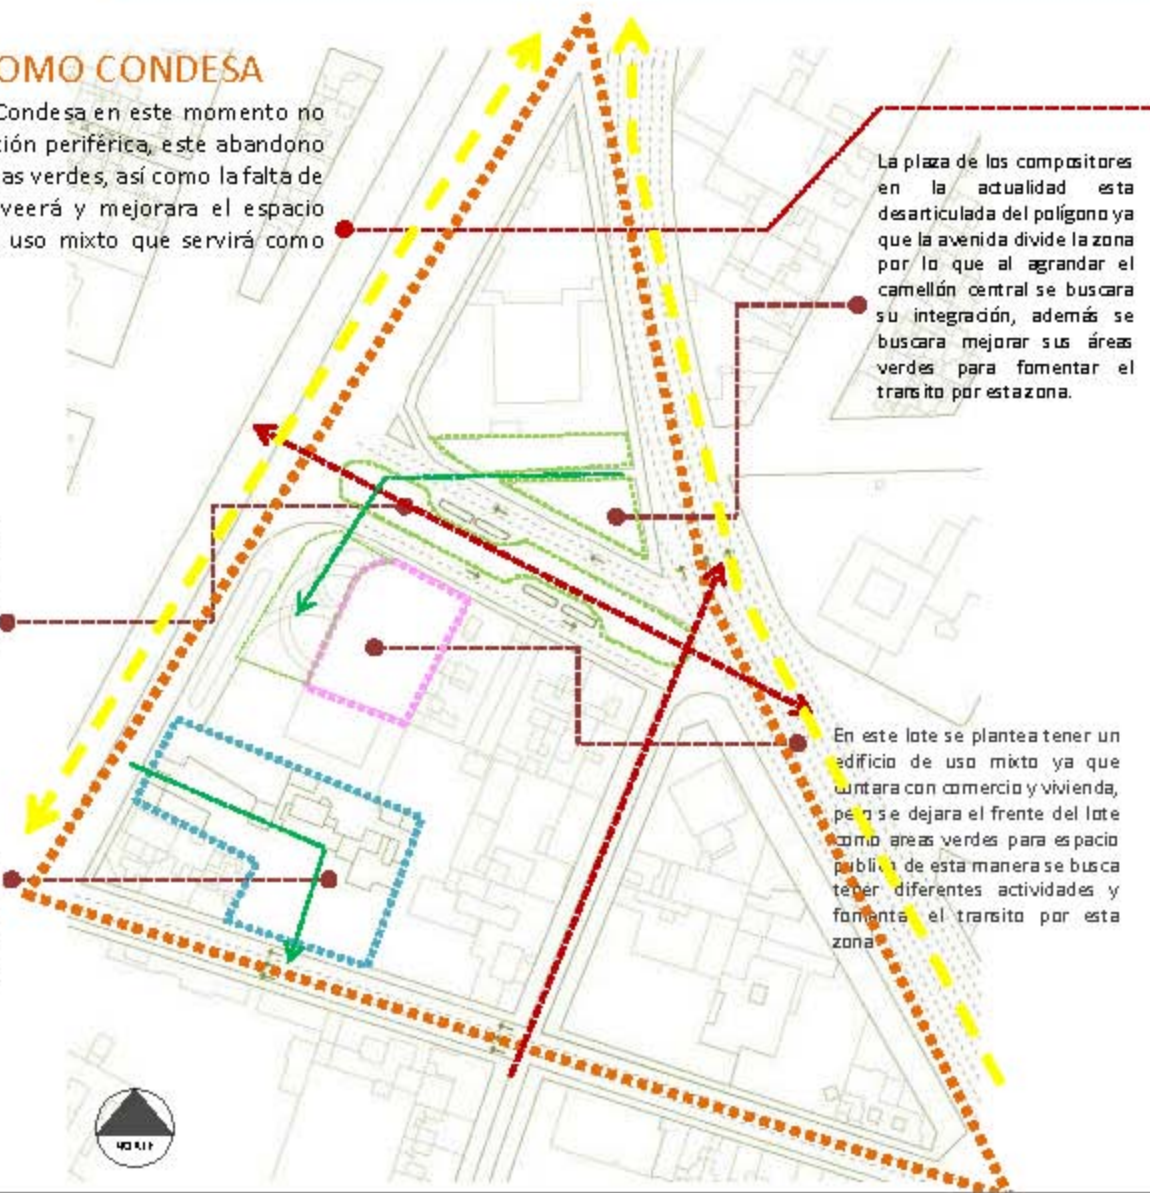 OMO CONDESA
Condesa en este momento no
ción periférica, este abandono
as verdes, así como la falta de
veerá y mejorara el espacio
uso mixto que servirá como
La plaza de los compositores
en la actualidad esta
desarticulada del polígono ya
que la avenida divide la zona
por lo que al agrandar el
camellón central se buscara
su integración, además se
buscara mejorar sus áreas
verdes para fomentar el
transito por esta zona.
En este lote se plantea tener un
edificio de uso mixto ya que
contara con comercio y vivienda,
pero se dejara el frente del lote
como areas verdes para espacio
publico de esta manera se busca
tener diferentes actividades y
fomentar el transito por esta
zona
NORTE